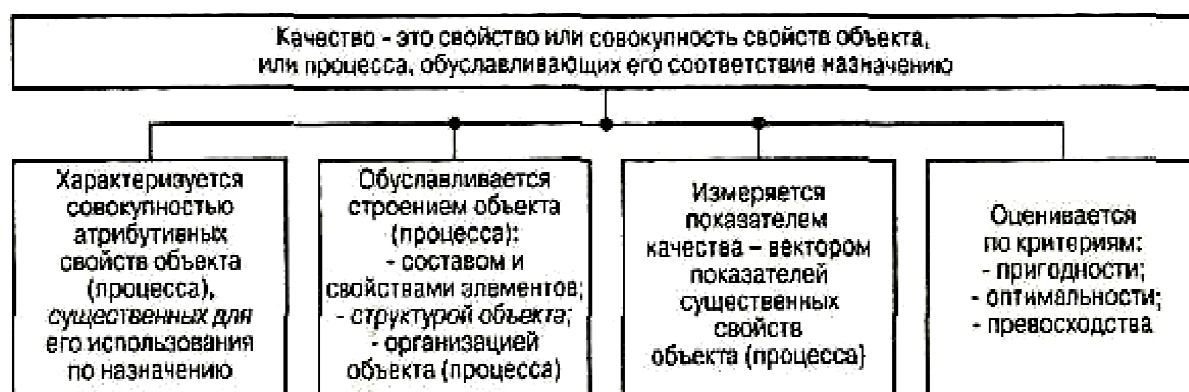 Качество - это свойство или совокупность свойств объекта,
или процесса, обуславливающих его соответствие назначению
Характеризуется
совокупностью
атрибутивных
свойств объекта
(процесса),
существенных для
его использования
по назначению
Обуславливается
строением объекта
(процесса):
- составом и
свойствами элементов;
- структурой объекта;
- организацией
объекта (процесса)
Измеряется
показателем
качества – вектором
показателей
существенных
свойств
объекта (процесса)
Оценивается
по критериям:
- пригодности;
- оптимальности;
- превосходства